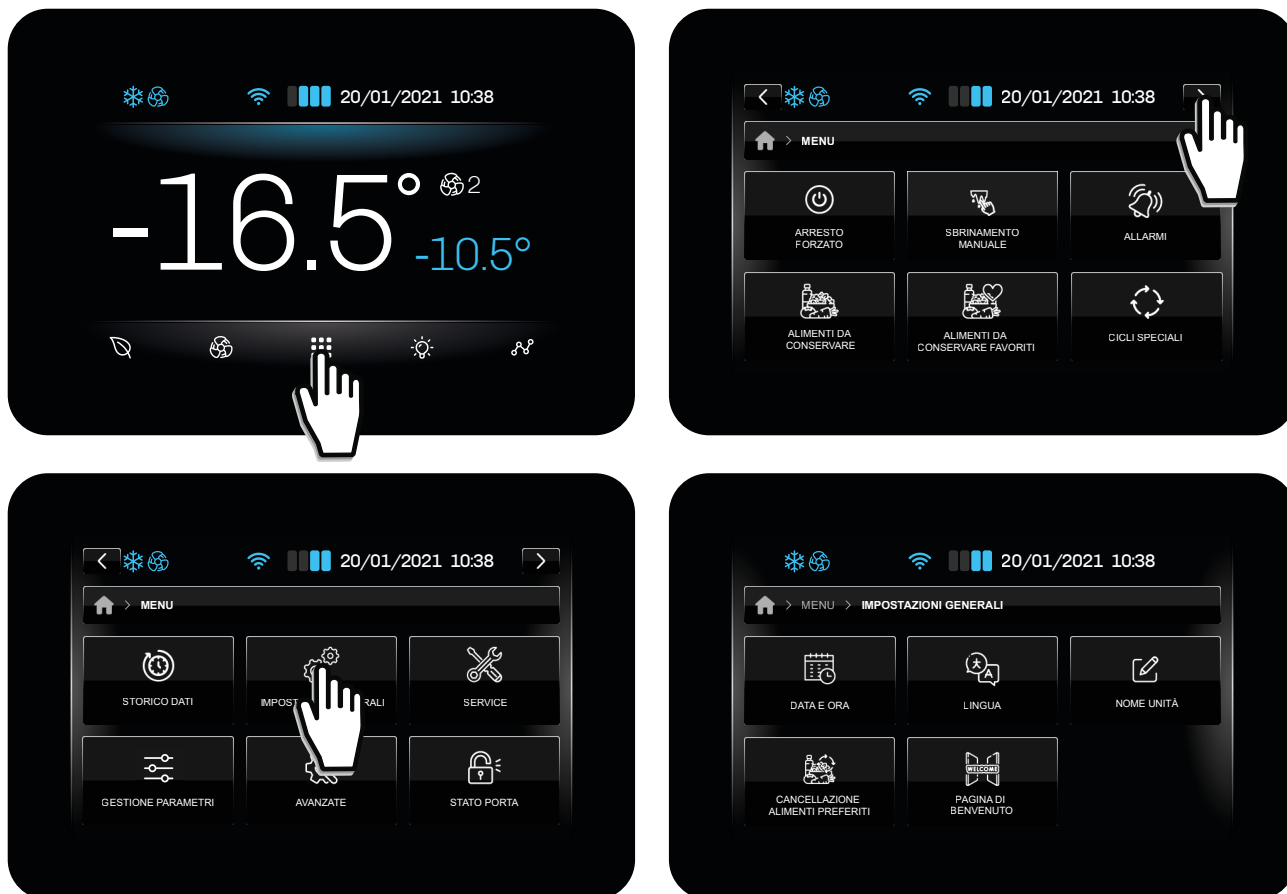 20/01/2021 10:38
-16.5° 2
-10.5°
20/01/2021 10:38
> MENU
ARRESTO
FORZATO
SBRINAMENTO
MANUALE
ALLARMI
ALIMENTI DA
CONSERVARE
ALIMENTI DA
CONSERVARE FAVORITI
CICLI SPECIALI
20/01/2021 10:38
> MENU
STORICO DATI
SERVICE
GESTIONE PARAMETRI
AVANZATE
STATO PORTA
20/01/2021 10:38
> MENU > IMPOSTAZIONI GENERALI
DATA E ORA
LINGUA
A
NOME UNITÀ
CANCELLAZIONE
ALIMENTI PREFERITI
WELCOME
PAGINA DI
BENVENUTO